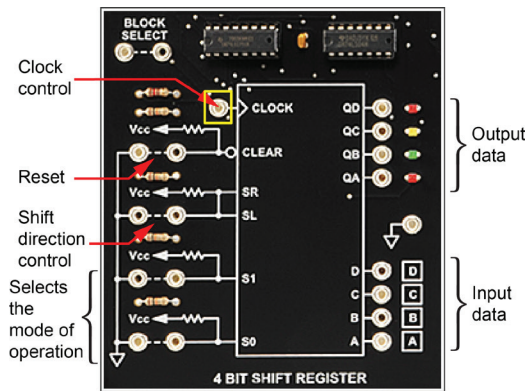 BLOCK
SELECT
Clock
control
CLOCK
Vcc
CLEAR
Reset
Vcc
SR
SL
Shift
direction
control
Vcc
S1
Selects
the
mode of
operation
Vcc
S0
QD
QC
QB
QA
Output
data
D D
C C
B B
A A
Input
data
4 BIT SHIFT REGISTER